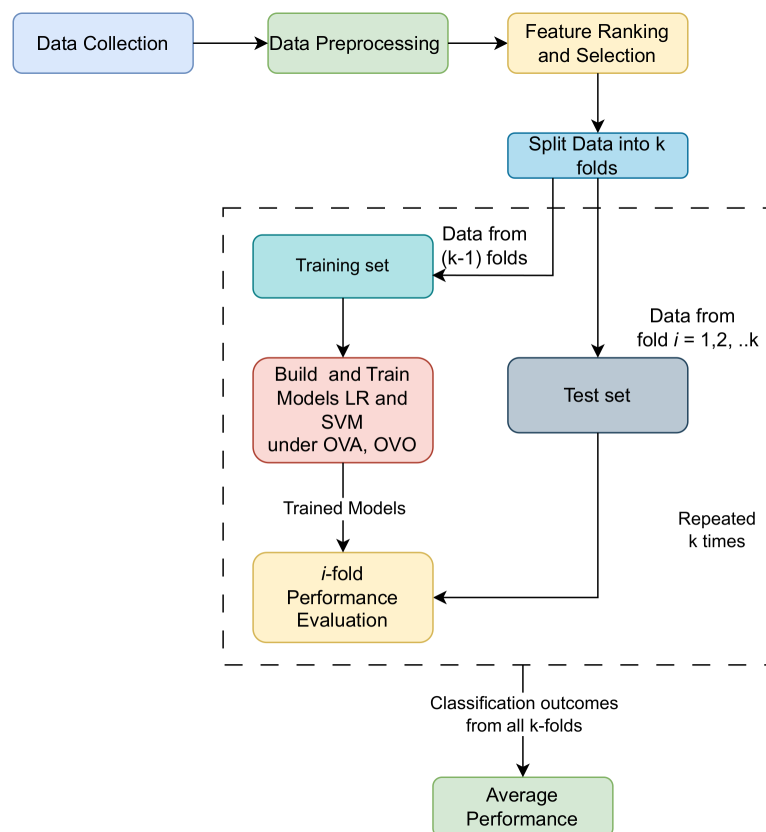 Data Collection
Data Preprocessing
Feature Ranking
and Selection
Split Data into k
folds
Data from
(k-1) folds
Training set
Data from
fold i = 1,2, ..k
Build  and Train
Models LR and
SVM
under OVA, OVO
Test set
Trained Models
Repeated
k times
i-fold
Performance
Evaluation
Classification outcomes
from all k-folds
Average
Performance